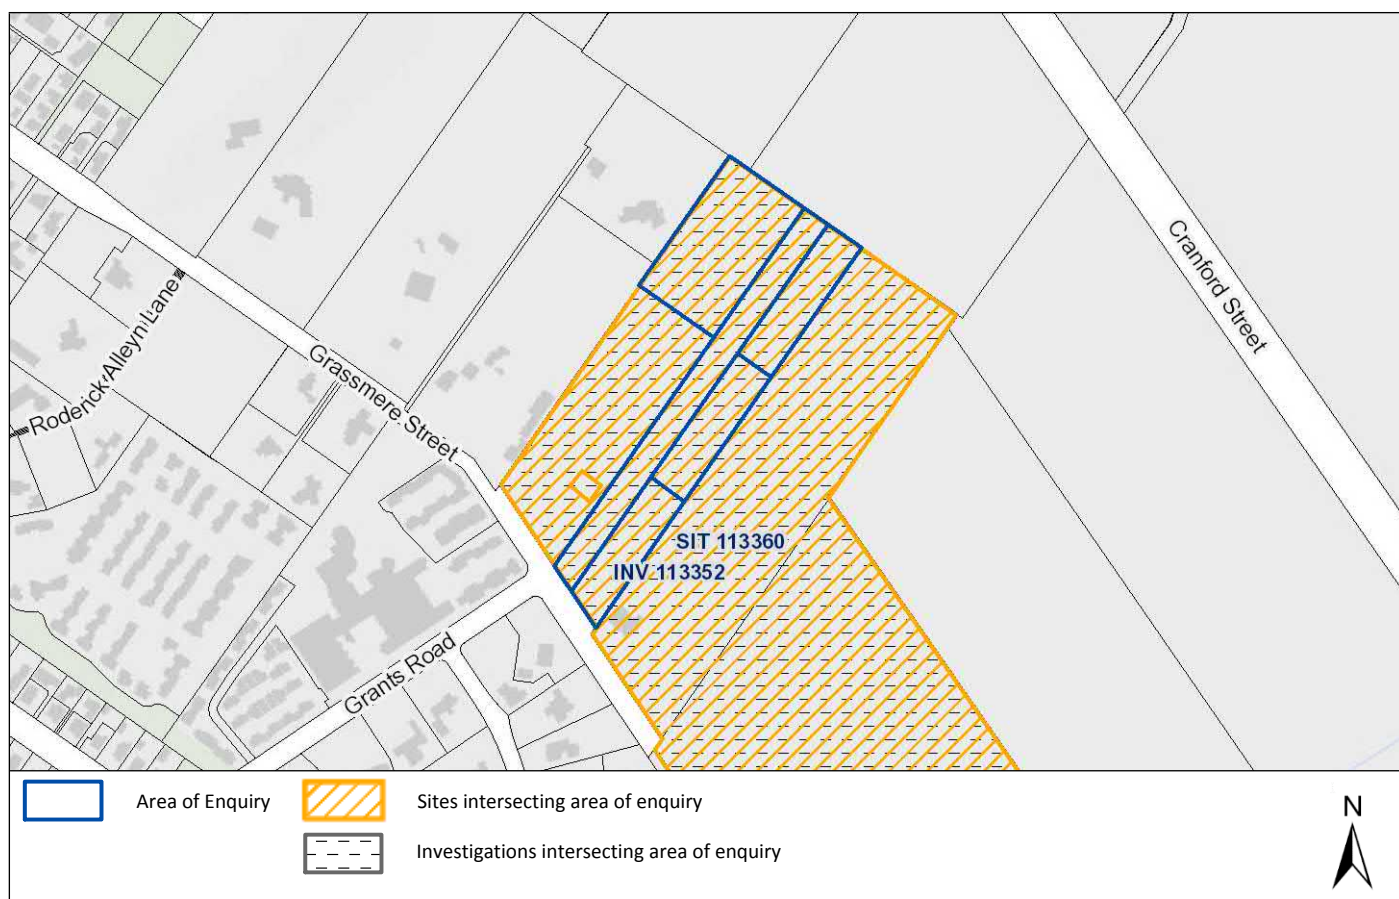 Cranford Street
Roderick Alleyn Lane
Grassmere Street
SIT 113360
INV 113352
Grants Road
Area of Enquiry
Sites intersecting area of enquiry
Investigations intersecting area of enquiry
N